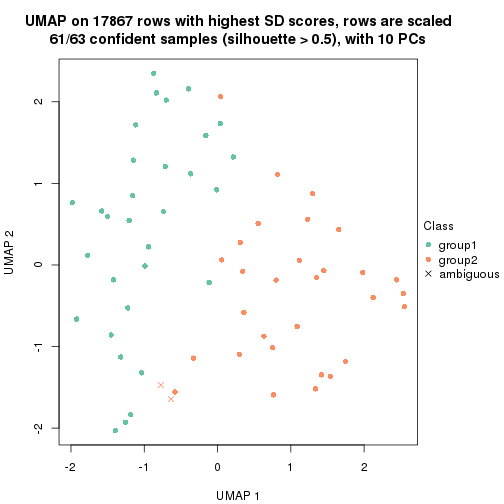 UMAP on 17867 rows with highest SD scores, rows are scaled
61/63 confident samples (silhouette > 0.5), with 10 PCs
2
1
0
-1
-2
UMAP 2
-2
-1
0
1
2
UMAP 1
Class
group1
group2
ambiguous